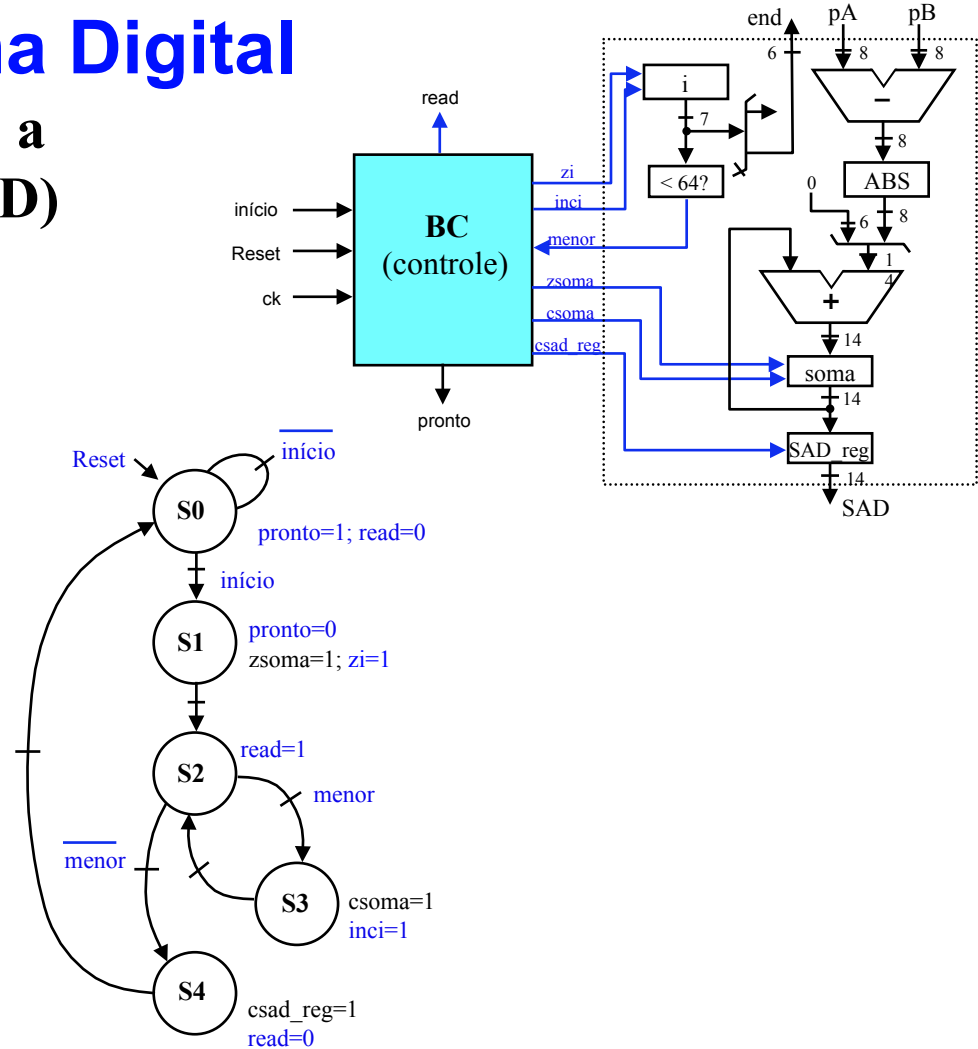 na Digital
a
D)
read
início
Reset
ck
BC
(controle)
pronto
zi
inci
menor
zsoma
csoma
csad_reg
end
pA
pB
6
8
8
i
7
–
8
< 64?
ABS
0
6
8
1
4
+
14
soma
14
SAD_reg
14
SAD
Reset
início
S0
pronto=1; read=0
início
S1
pronto=0
zsoma=1; zi=1
S2
read=1
menor
menor
S3
csoma=1
inci=1
S4
csad_reg=1
read=0